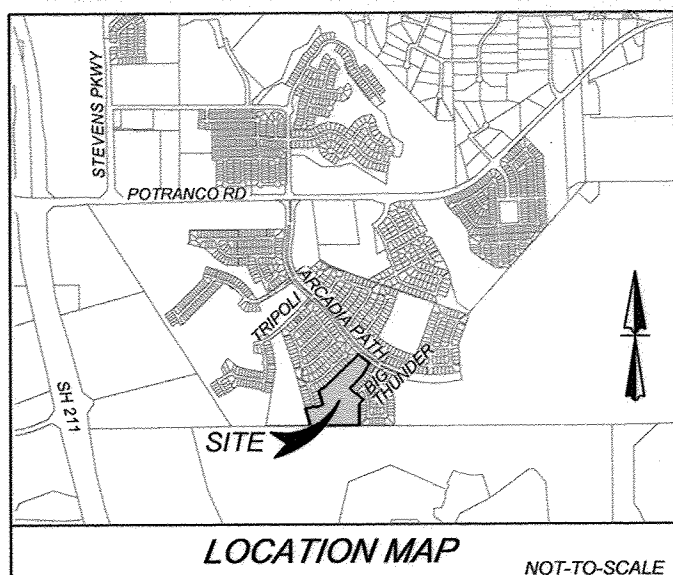 STEVENS PKWY
POTRANCO RD
ARCADIA PATH
TRIPOLI
BIG
THUNDER
SH 211
SITE
LOCATION MAP
NOT-TO-SCALE